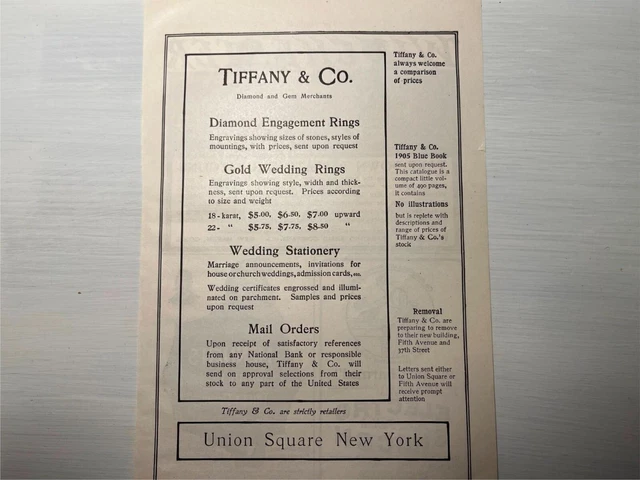 TIFFANY & CO.
Diamond and Gem Merchants
Diamond Engagement Rings
Engravings showing sizes of stones, styles of
mountings, with prices, sent upon request
Gold Wedding Rings
Engravings showing style, width and thick-
ness, sent upon request. Prices according
to size and weight
18-karat, $5.00, $6.50, $7.00 upward
22- " $5.75, $7.75, $8.50 "
Wedding Stationery
Marriage announcements, invitations for
house or church weddings, admission cards, etc.
Wedding certificates engrossed and illumi-
nated on parchment. Samples and prices
upon request
Mail Orders
Upon receipt of satisfactory references
from any National Bank or responsible
business house, Tiffany & Co. will
send on approval selections from their
stock to any part of the United States
Tiffany & Co.
always welcome
a comparison
of prices
Tiffany & Co.
1905 Blue Book
sent upon request.
This catalogue is a
compact little vol-
ume of 490 pages,
it contains
No illustrations
but is replete with
descriptions and
range of prices of
Tiffany & Co.'s
stock
Removal
Tiffany & Co. are
preparing to remove
to their new building,
Fifth Avenue and
37th Street
Letters sent either
to Union Square or
Fifth Avenue will
receive prompt
attention
Tiffany & Co. are strictly retailers
Union Square New York